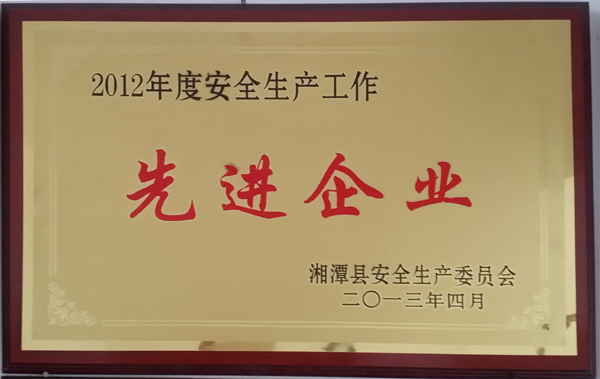 2012年度安全生产工作
先进企业
湘潭县安全生产委员会
二〇一三年四月